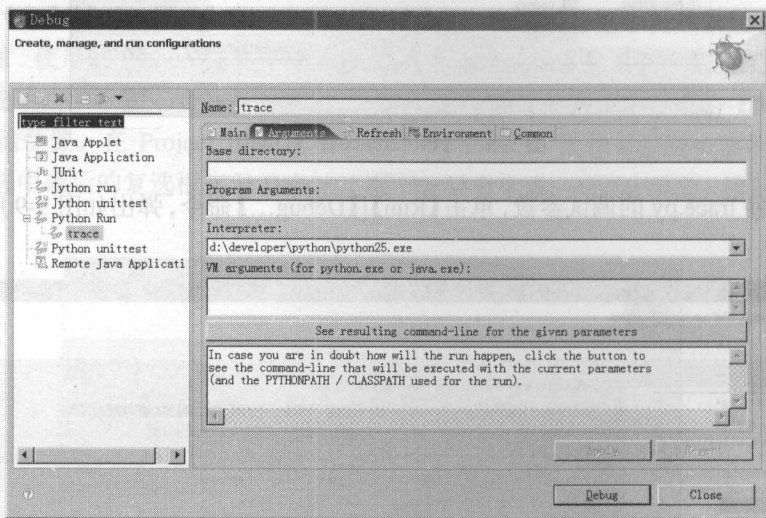 Debug
Create, manage, and run configurations
Name: trace
type filter text
Java Applet
Java Application
Ju JUnit
Jython run
Jython unittest
Python Run
trace
Python unittest
Remote Java Applicati
Main Arguments Refresh Environment Common
Base directory:
Program Arguments:
Interpreter:
d:\developer\python\python25.exe
VM arguments (for python.exe or java.exe):
See resulting command-line for the given parameters
In case you are in doubt how will the run happen, click the button to
see the command-line that will be executed with the current parameters
(and the PYTHONPATH / CLASSPATH used for the run).
Apply Revert
Debug Close